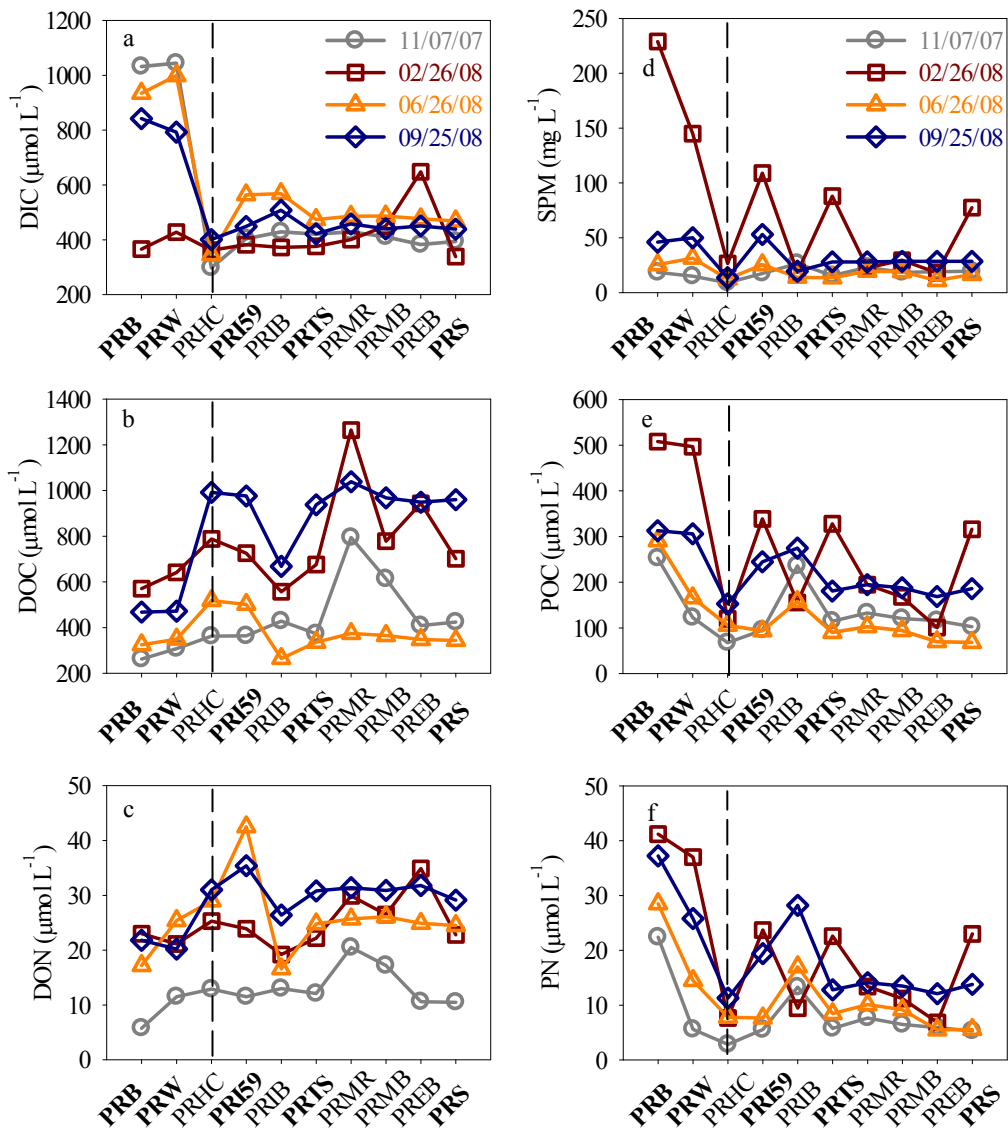 a
DIC (µmol L⁻¹)
1200
1000
800
600
400
200
11/07/07
02/26/08
06/26/08
09/25/08
PRB
PRW
PRHC
PRI59
PRIB
PRTS
PRMR
PRMB
PREB
PRS
d
SPM (mg L⁻¹)
250
200
150
100
50
0
11/07/07
02/26/08
06/26/08
09/25/08
PRB
PRW
PRHC
PRI59
PRIB
PRTS
PRMR
PRMB
PREB
PRS
b
DOC (µmol L⁻¹)
1400
1200
1000
800
600
400
200
PRB
PRW
PRHC
PRI59
PRIB
PRTS
PRMR
PRMB
PREB
PRS
e
POC (µmol L⁻¹)
600
500
400
300
200
100
0
PRB
PRW
PRHC
PRI59
PRIB
PRTS
PRMR
PRMB
PREB
PRS
c
DON (µmol L⁻¹)
50
40
30
20
10
0
PRB
PRW
PRHC
PRI59
PRIB
PRTS
PRMR
PRMB
PREB
PRS
f
PN (µmol L⁻¹)
50
40
30
20
10
0
PRB
PRW
PRHC
PRI59
PRIB
PRTS
PRMR
PRMB
PREB
PRS